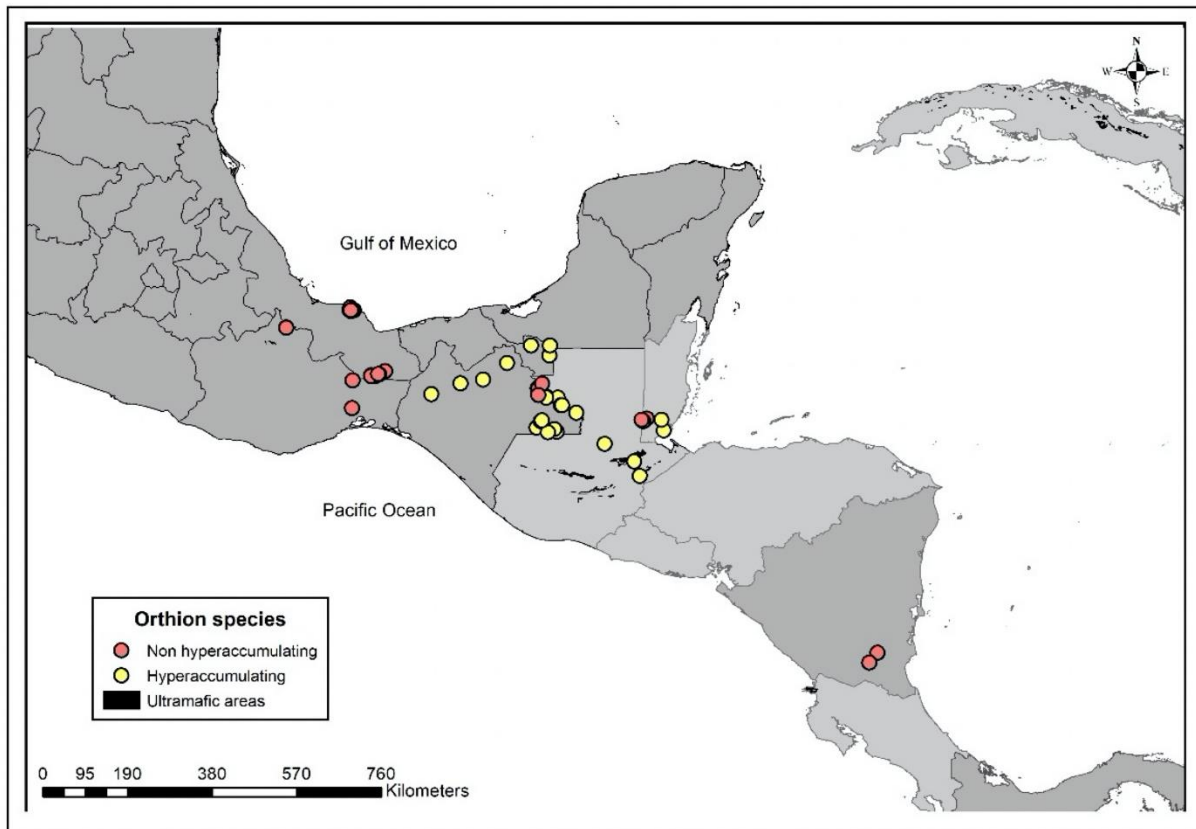 N
W E
S
Gulf of Mexico
Pacific Ocean
Orthion species
Non hyperaccumulating
Hyperaccumulating
Ultramafic areas
0 95 190 380 570 760
Kilometers